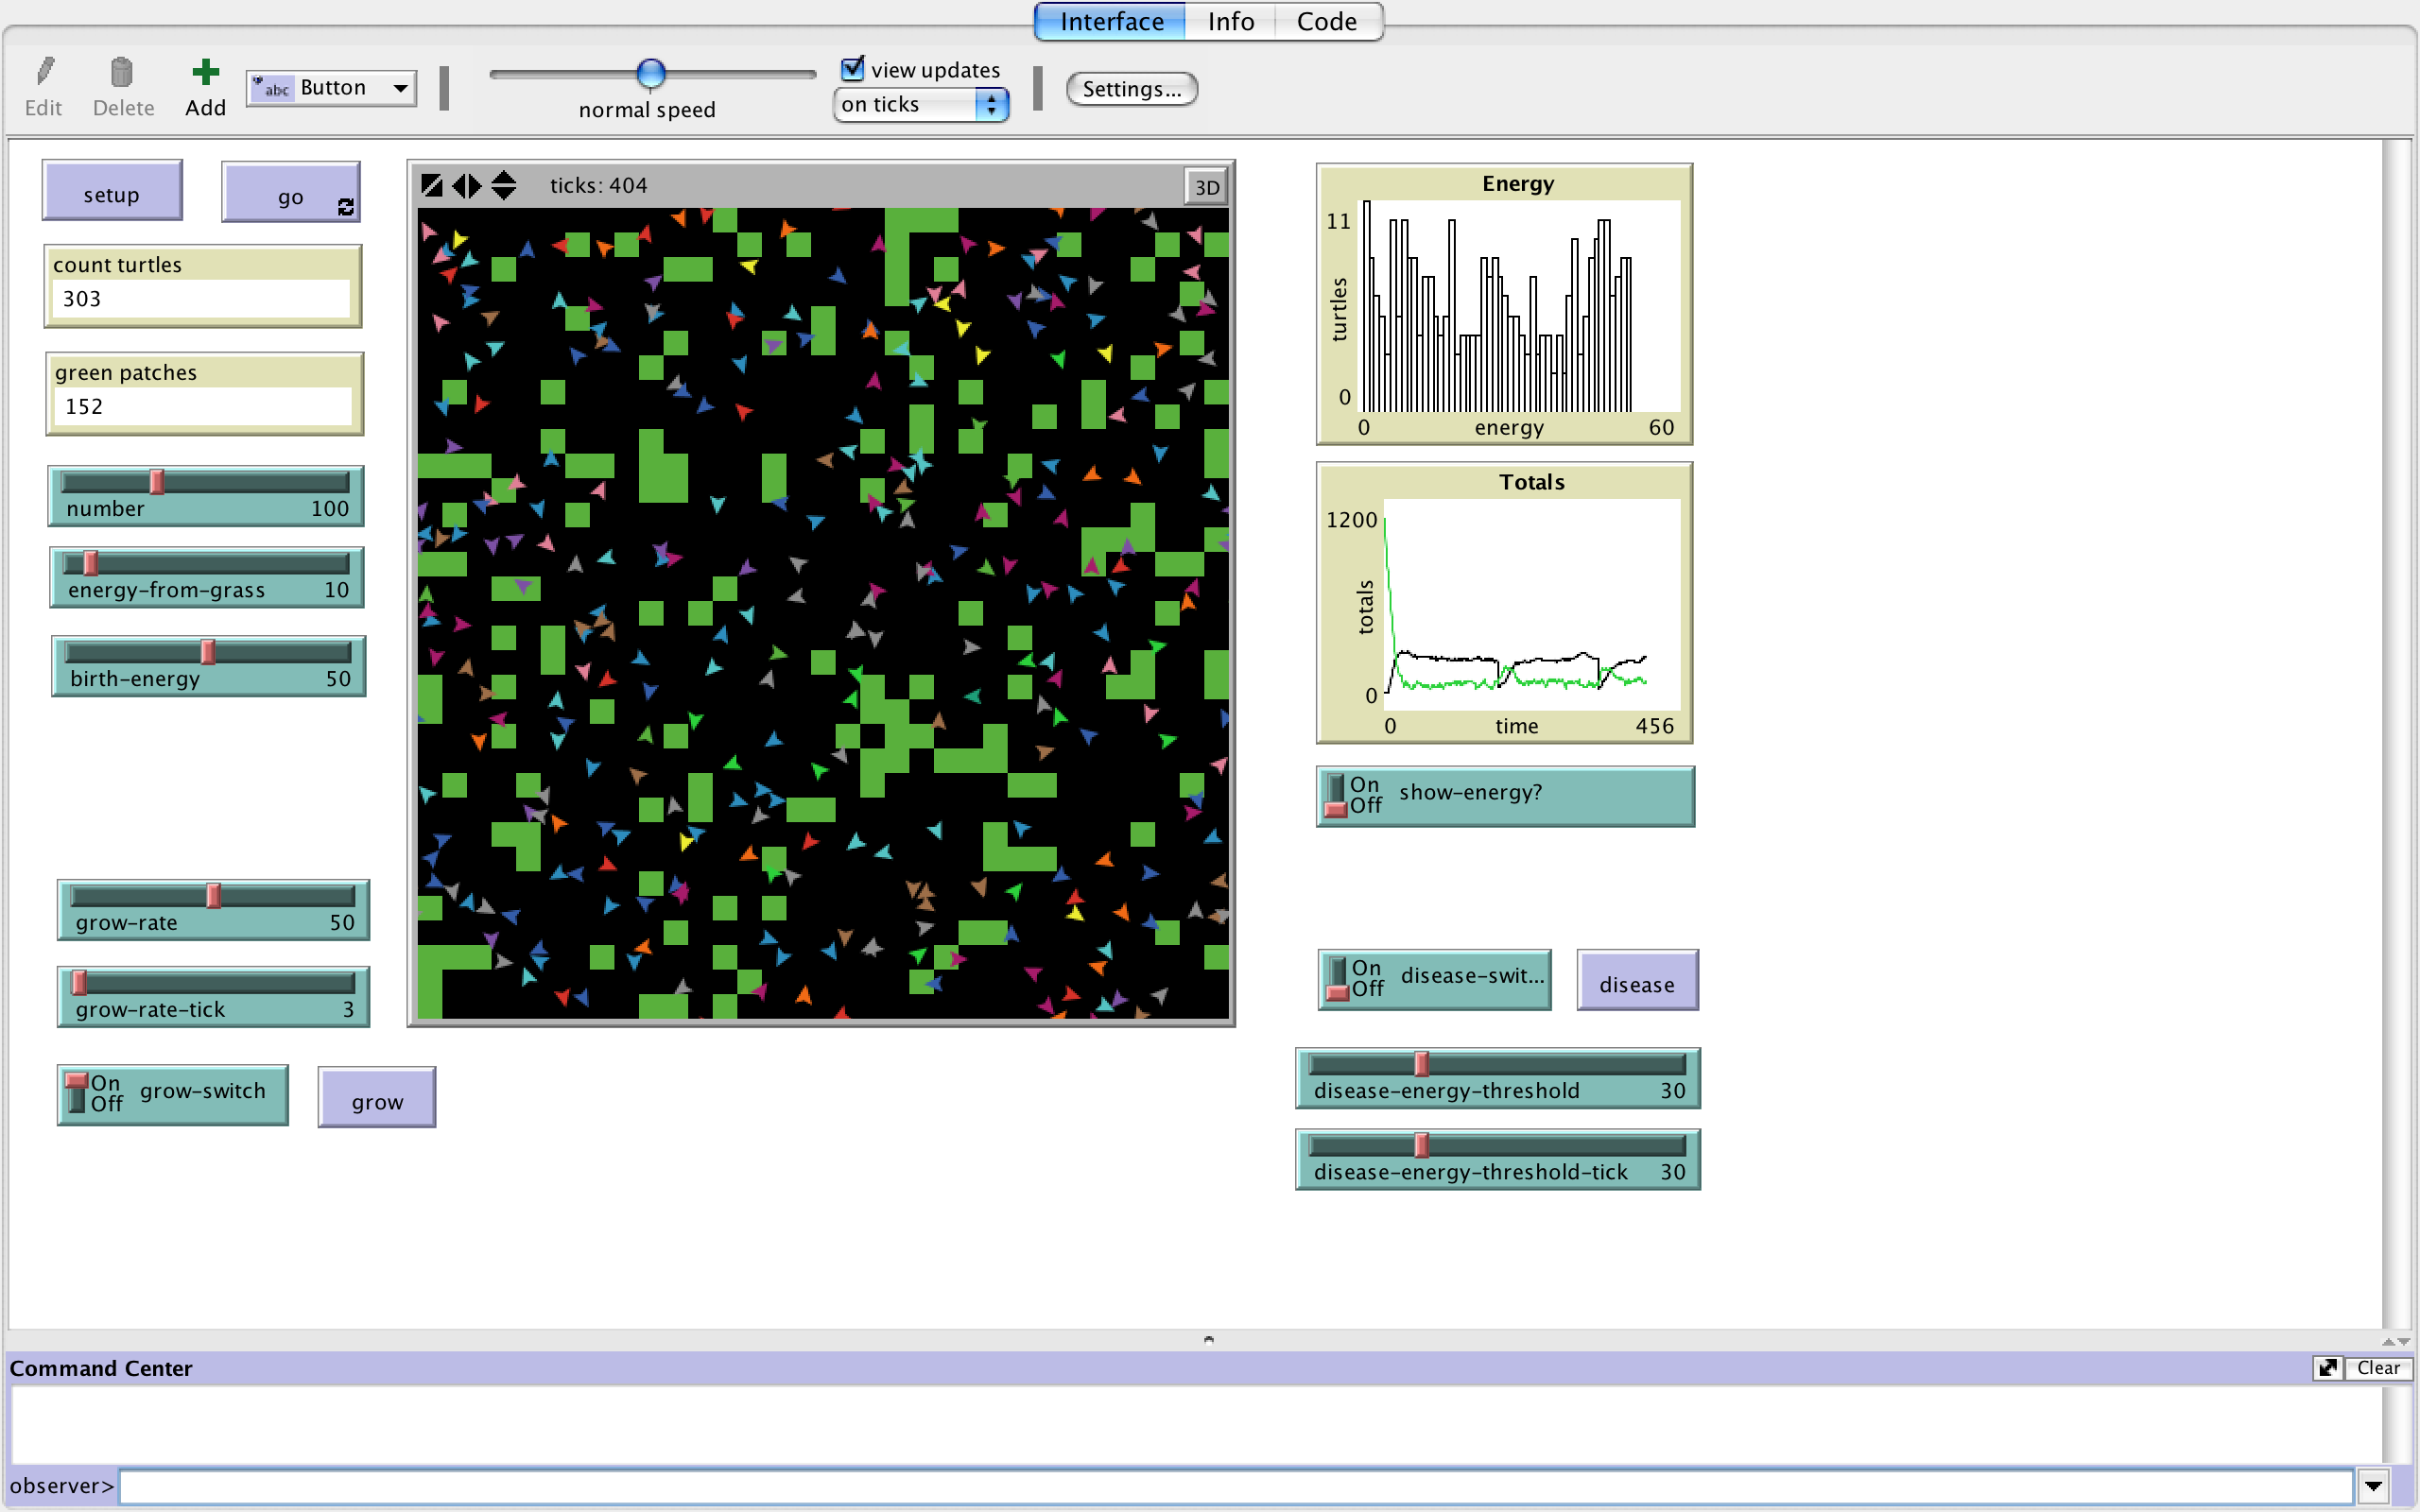 Interface Info Code
Edit Delete Add abc Button
normal speed
view updates
on ticks
Settings...
setup go
ticks: 404 3D
count turtles
303
green patches
152
number 100
energy-from-grass 10
birth-energy 50
grow-rate 50
grow-rate-tick 3
On
Off
grow-switch
grow
Energy
11
turtles
0
0 energy 60
Totals
1200
totals
0
0 time 456
On
Off
show-energy?
On
Off
disease-swit...
disease
disease-energy-threshold 30
disease-energy-threshold-tick 30
Command Center Clear
observer>